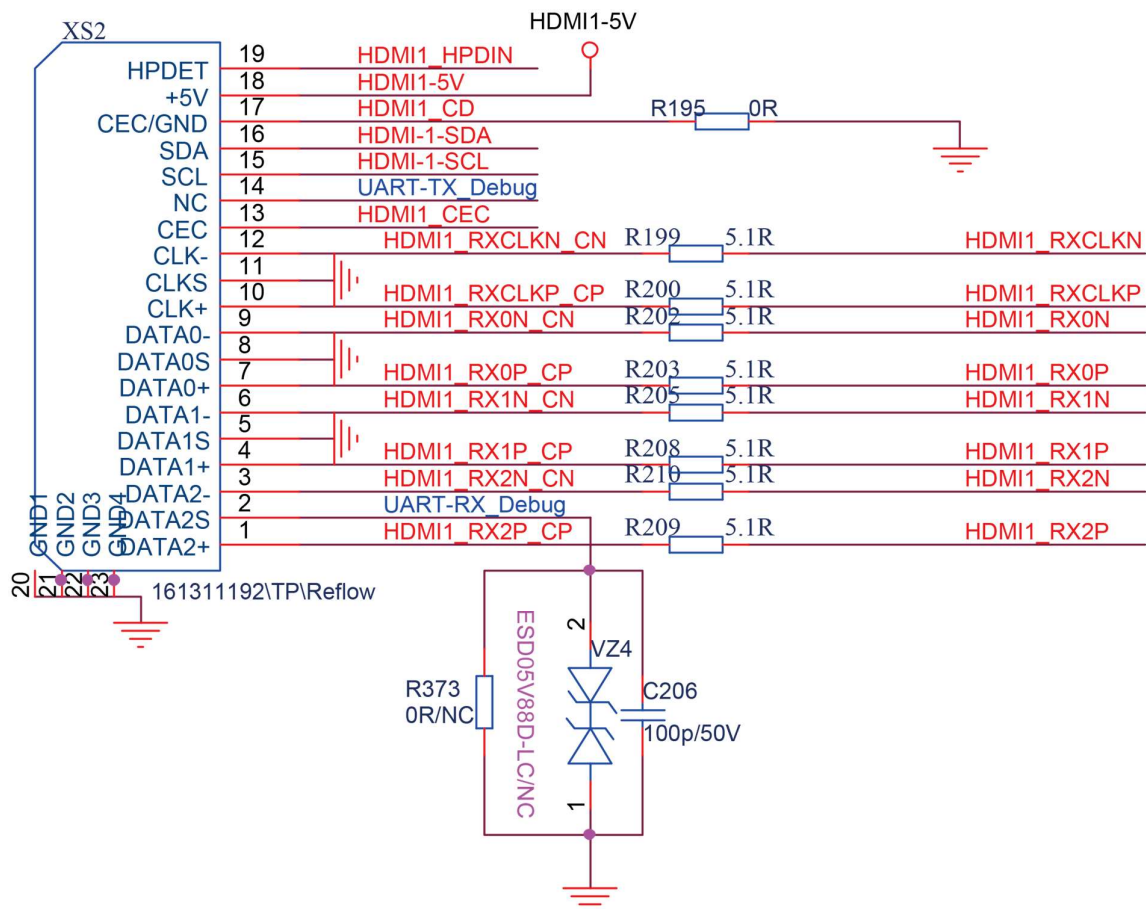 HDMI1-5V
XS2
HPDET 19 HDMI1_HPDIN
+5V 18 HDMI1-5V
CEC/GND 17 HDMI1_CD R195 0R
SDA 16 HDMI-1-SDA
SCL 15 HDMI-1-SCL
NC 14 UART-TX_Debug
CEC 13 HDMI1_CEC
CLK- 12 HDMI1_RXCLKN_CN R199 5.1R HDMI1_RXCLKN
CLKS 11
CLK+ 10 HDMI1_RXCLKP_CP R200 5.1R HDMI1_RXCLKP
DATA0- 9 HDMI1_RX0N_CN R202 5.1R HDMI1_RX0N
DATA0S 8
DATA0+ 7 HDMI1_RX0P_CP R203 5.1R HDMI1_RX0P
DATA1- 6 HDMI1_RX1N_CN R205 5.1R HDMI1_RX1N
DATA1S 5
DATA1+ 4 HDMI1_RX1P_CP R208 5.1R HDMI1_RX1P
DATA2- 3 HDMI1_RX2N_CN R210 5.1R HDMI1_RX2N
DATA2S 2 UART-RX_Debug
DATA2+ 1 HDMI1_RX2P_CP R209 5.1R HDMI1_RX2P
GND1
GND2
GND3
GND4
20
21
22
23
161311192\TP\Reflow
R373
0R/NC
ESD05V88D-LC/NC
2
VZ4
1
C206
100p/50V